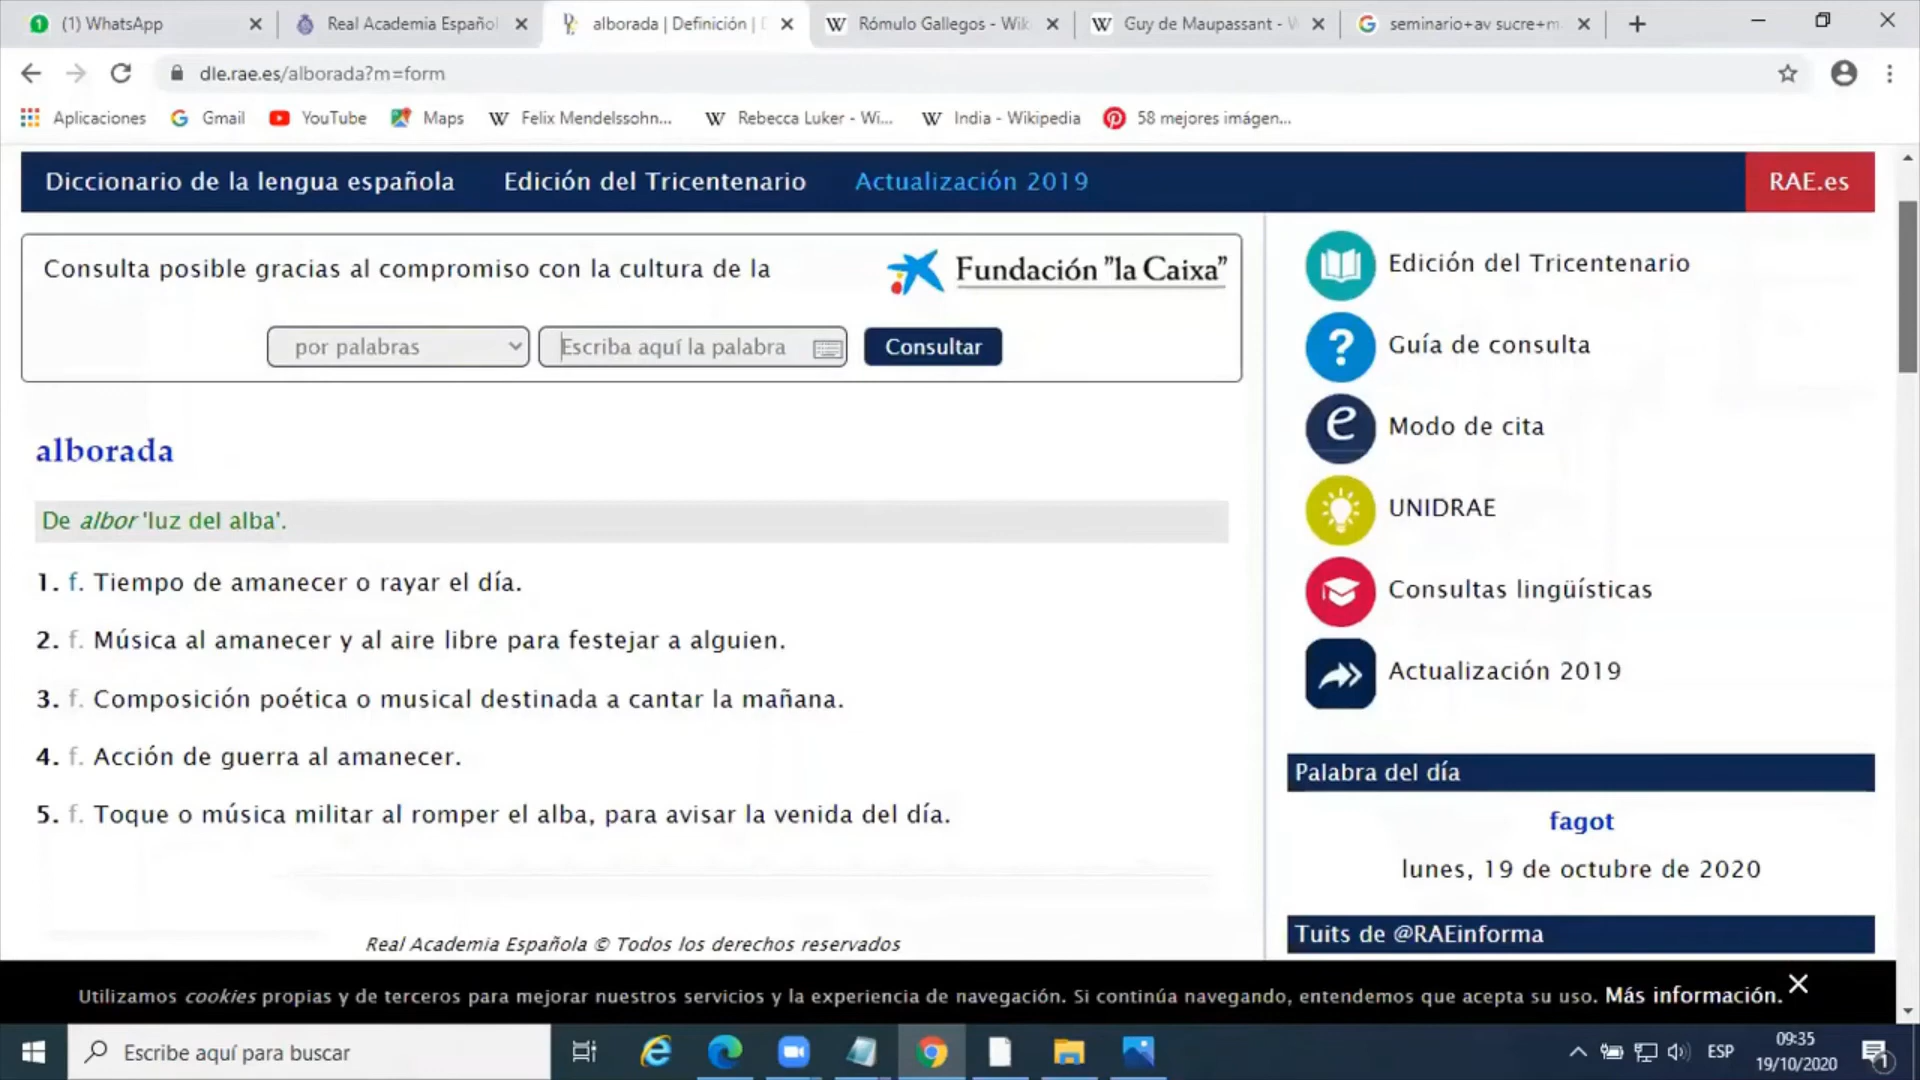 (1) WhatsApp
Real Academia Español
alborada | Definición |
Rómulo Gallegos - Wik
Guy de Maupassant - W
seminario+av sucre+m
dle.rae.es/alborada?m=form
Aplicaciones
Gmail
YouTube
Maps
Felix Mendelssohn...
Rebecca Luker - Wi...
India - Wikipedia
58 mejores imágen...
Diccionario de la lengua española
Edición del Tricentenario
Actualización 2019
RAE.es
Consulta posible gracias al compromiso con la cultura de la
Fundación "la Caixa"
por palabras
Escriba aquí la palabra
Consultar
alborada
De albor 'luz del alba'.
1. f. Tiempo de amanecer o rayar el día.
2. f. Música al amanecer y al aire libre para festejar a alguien.
3. f. Composición poética o musical destinada a cantar la mañana.
4. f. Acción de guerra al amanecer.
5. f. Toque o música militar al romper el alba, para avisar la venida del día.
Real Academia Española © Todos los derechos reservados
Edición del Tricentenario
Guía de consulta
Modo de cita
UNIDRAE
Consultas lingüísticas
Actualización 2019
Palabra del día
fagot
lunes, 19 de octubre de 2020
Tuits de @RAEinforma
Utilizamos cookies propias y de terceros para mejorar nuestros servicios y la experiencia de navegación. Si continúa navegando, entendemos que acepta su uso. Más información.
Escribe aquí para buscar
ESP
09:35
19/10/2020
1